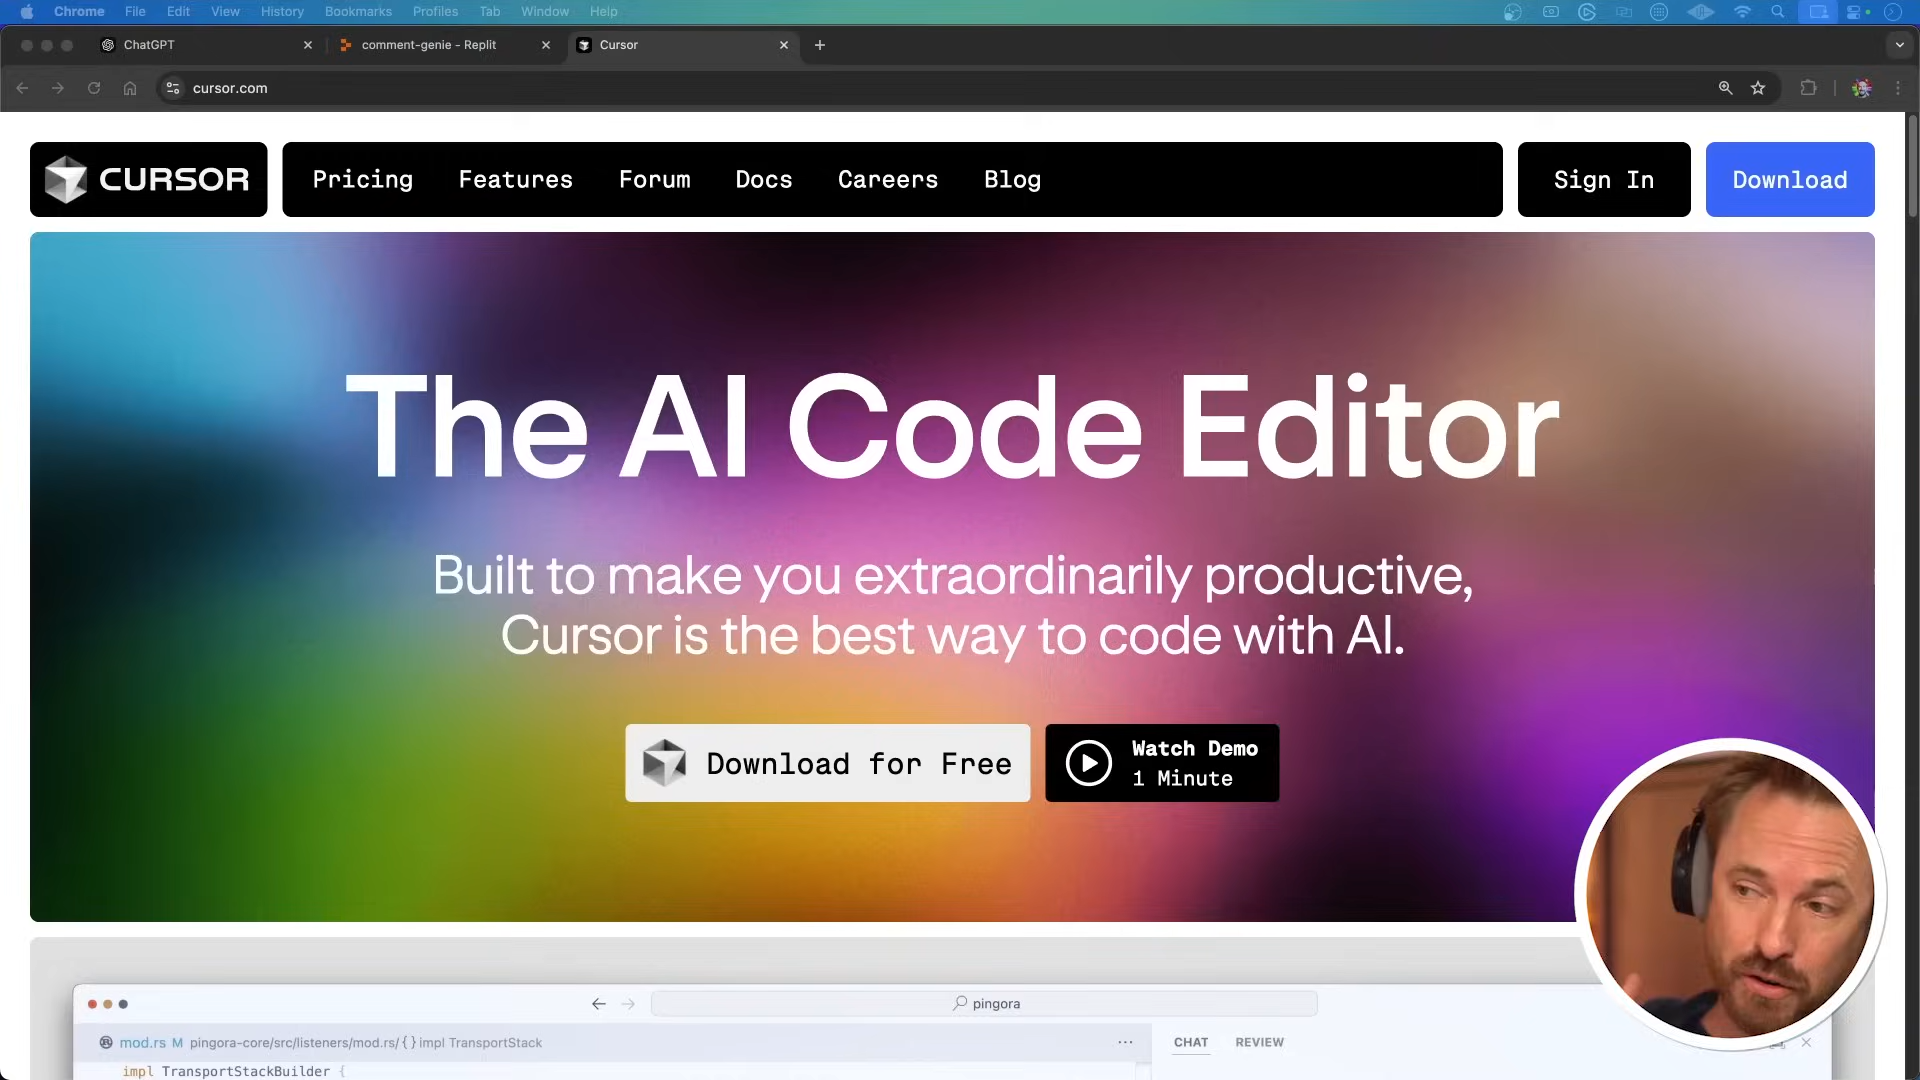 Chrome File Edit View History Bookmarks Profiles Tab Window Help
ChatGPT comment-genie - Replit Cursor
cursor.com
CURSOR Pricing Features Forum Docs Careers Blog Sign In Download
The AI Code Editor
Built to make you extraordinarily productive,
Cursor is the best way to code with AI.
Download for Free
Watch Demo
1 Minute
pingora
mod.rs M pingora-core/src/listeners/mod.rs/ {} impl TransportStack
CHAT REVIEW
impl TransportStackBuilder {